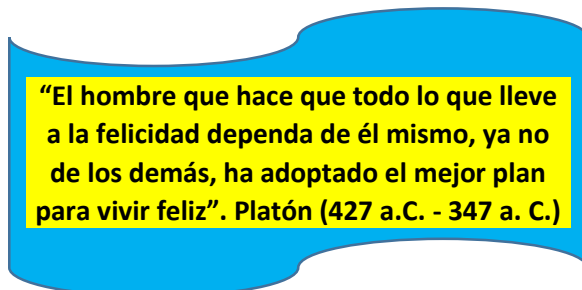 “El hombre que hace que todo lo que lleve
a la felicidad dependa de él mismo, ya no
de los demás, ha adoptado el mejor plan
para vivir feliz”. Platón (427 a.C. - 347 a. C.)